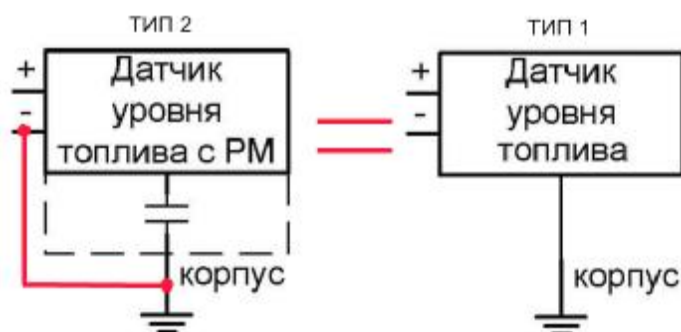 ТИП 2
+
-
Датчик
уровня
топлива с РМ
корпус
ТИП 1
+
-
Датчик
уровня
топлива
корпус